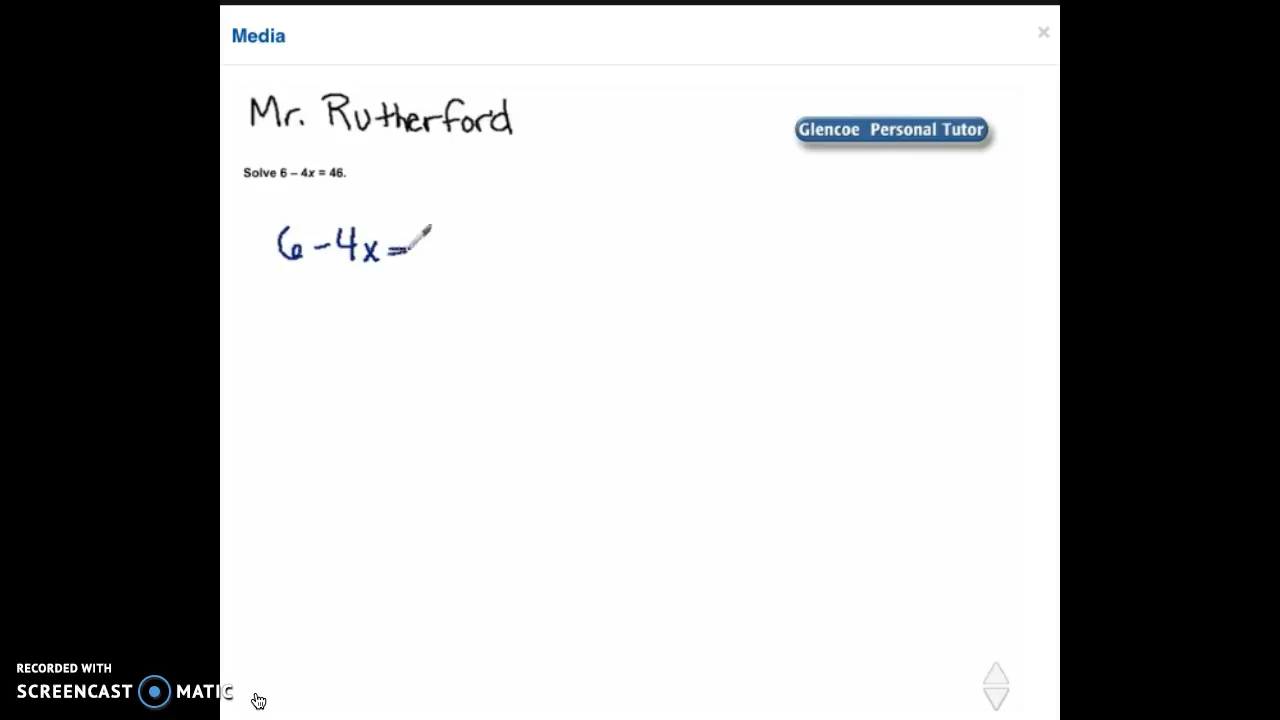 Media
×
Mr. Rutherford
Glencoe Personal Tutor
Solve 6 – 4x = 46.
6 - 4x =
RECORDED WITH
SCREENCAST MATIC